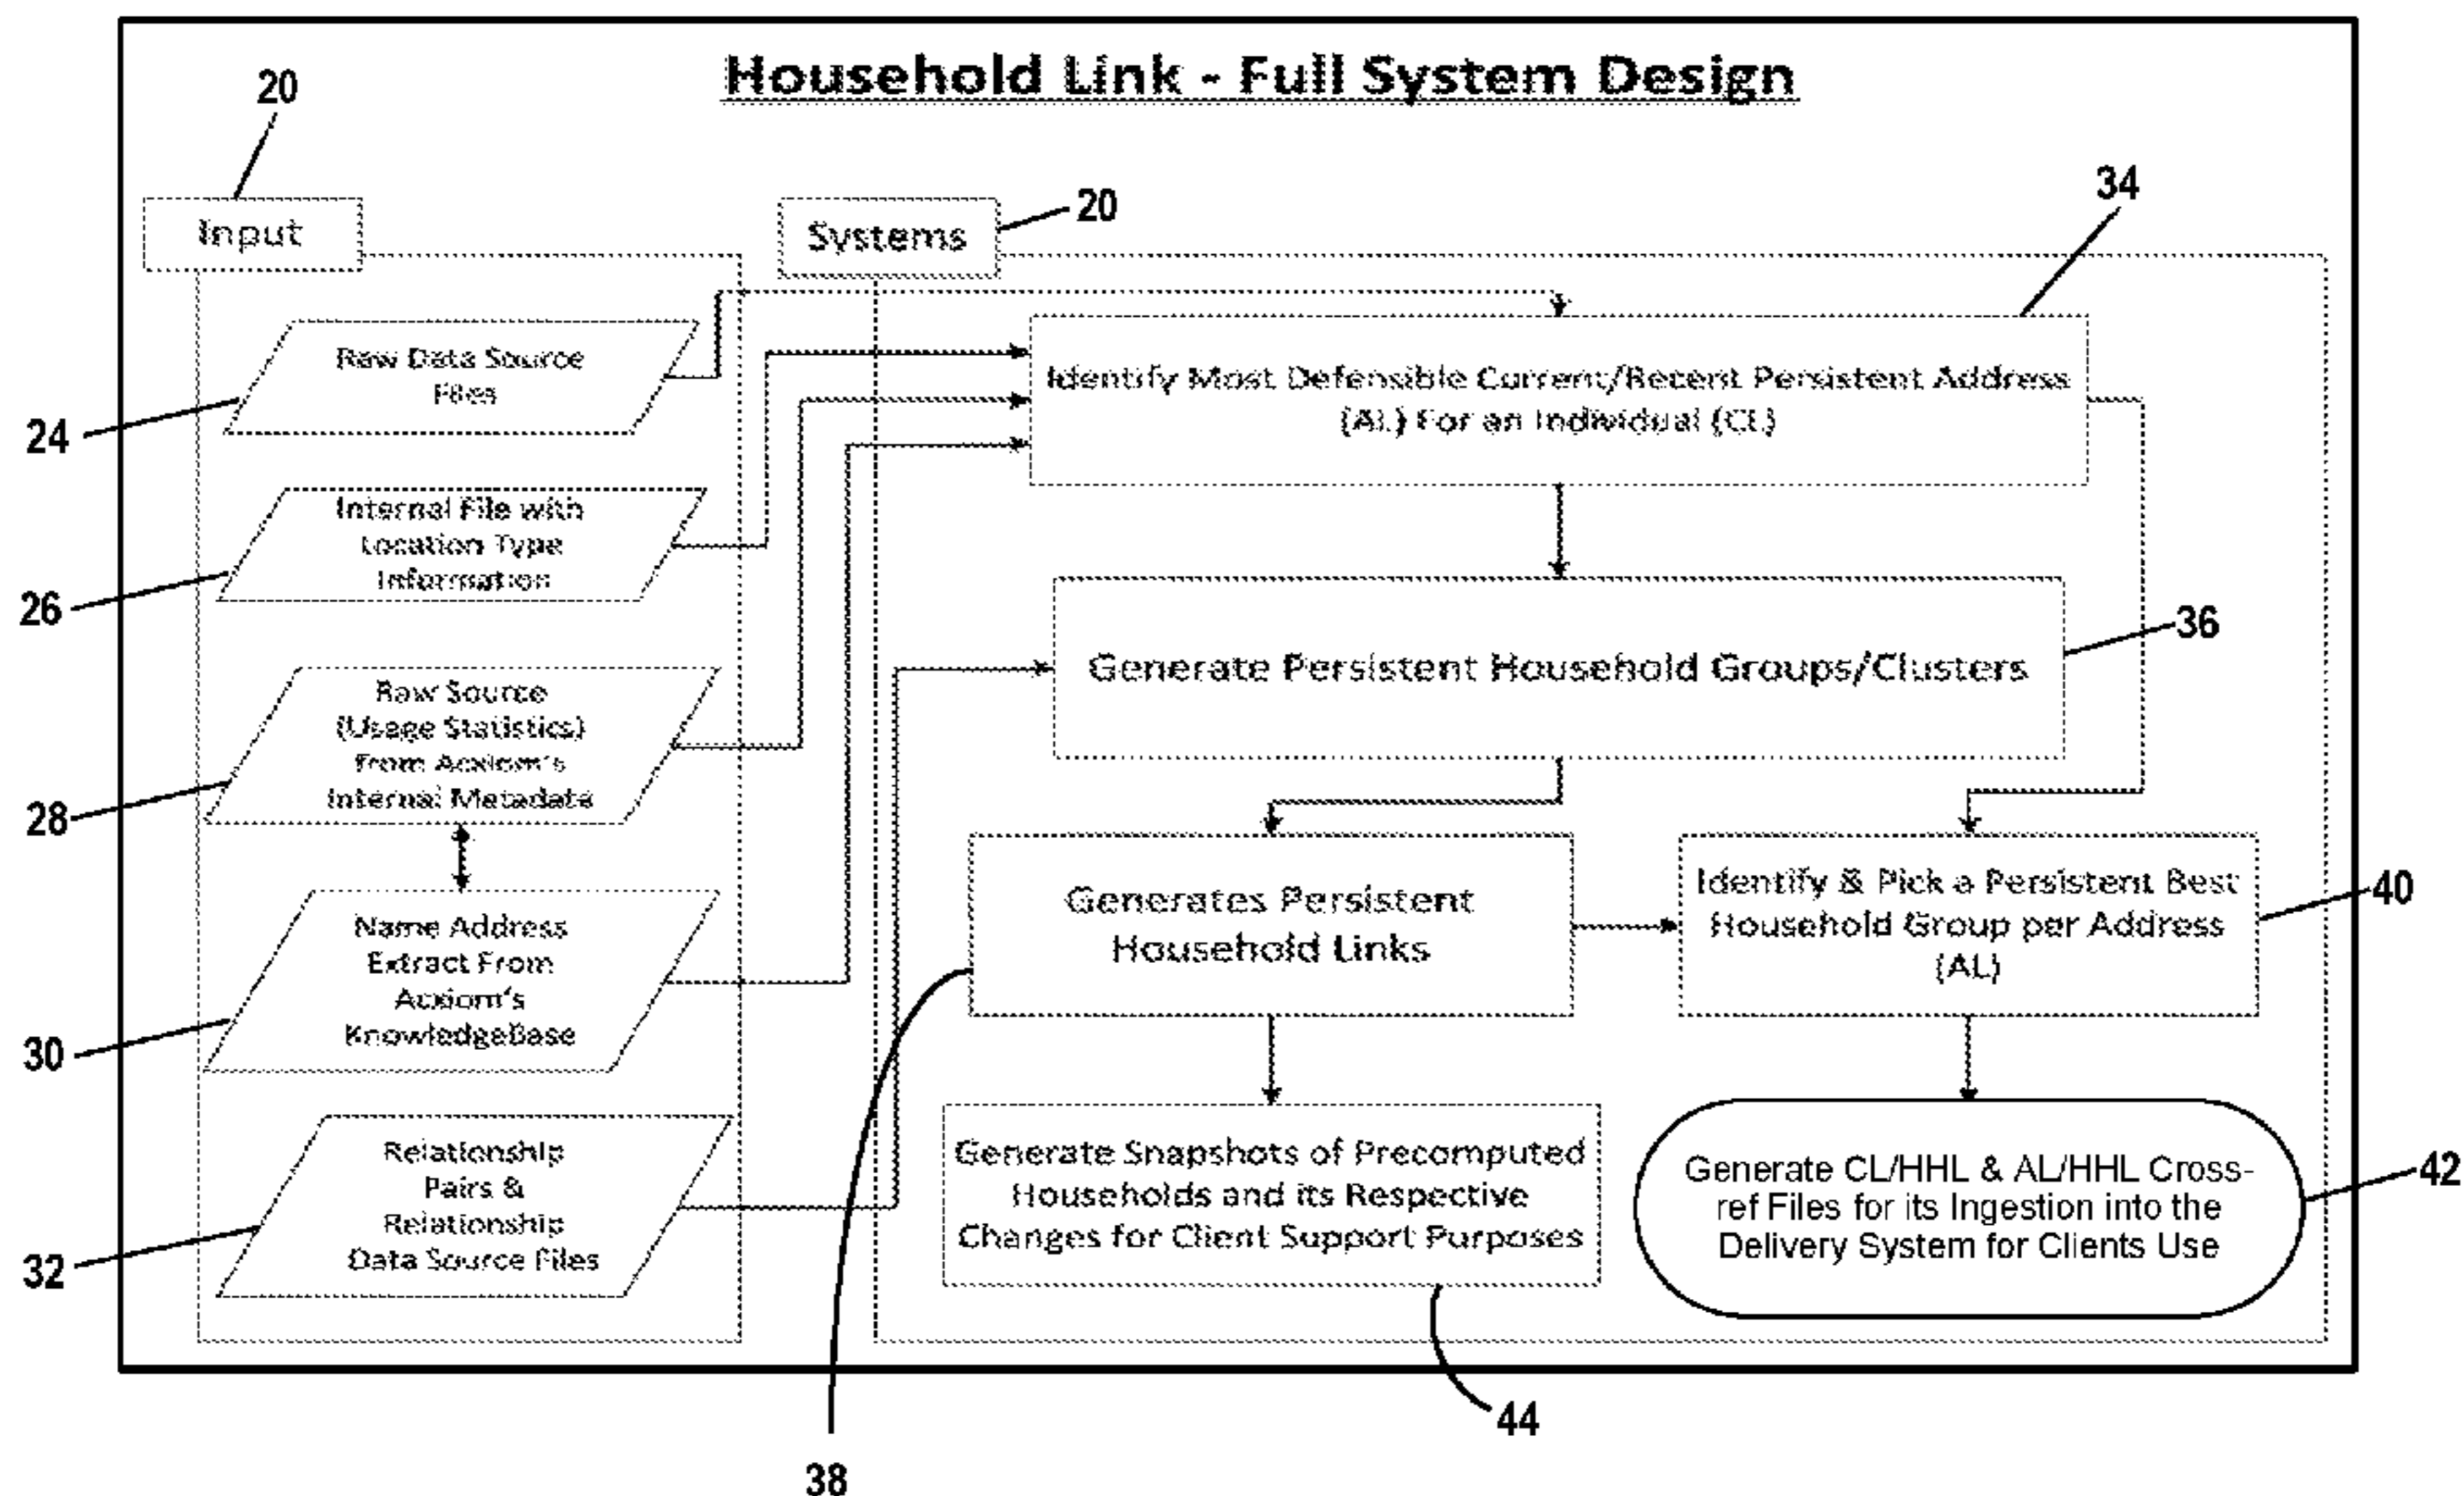 Household Link - Full System Design
20
Input
Systems
20
34
Raw Data Source
Files
24
Identify Most Defensible Current/Recent Persistent Address
(AL) For an Individual (CL)
Internal File with
Location Type
Information
26
Generate Persistent Household Groups/Clusters
36
Raw Source
(Usage Statistics)
From Acxiom's
Internal Metadata
28
Generates Persistent
Household Links
Identify & Pick a Persistent Best
Household Group per Address
(AL)
40
Name Address
Extract From
Acxiom's
KnowledgeBase
30
Relationship
Pairs &
Relationship
Data Source Files
32
Generate Snapshots of Precomputed
Households and its Respective
Changes for Client Support Purposes
Generate CL/HHL & AL/HHL Cross-
ref Files for its Ingestion into the
Delivery System for Clients Use
42
44
38